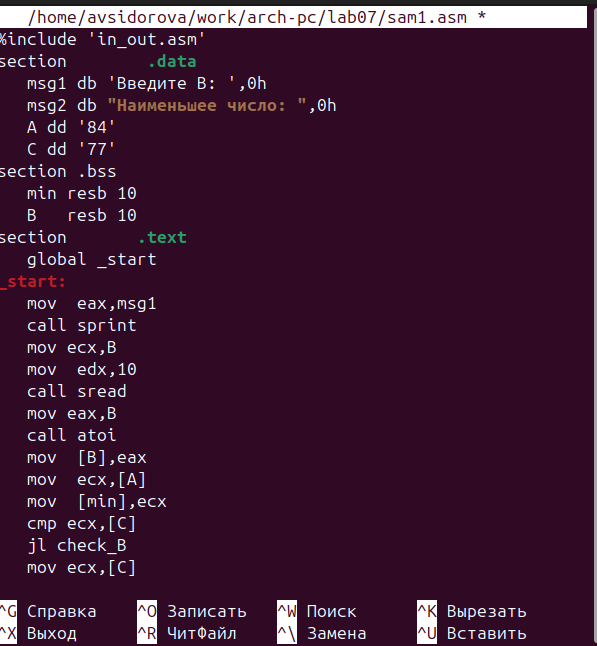 /home/avsidorova/work/arch-pc/lab07/sam1.asm *
%include 'in_out.asm'
section        .data
   msg1 db 'Введите B: ',0h
   msg2 db "Наименьшее число: ",0h
   A dd '84'
   C dd '77'
section .bss
   min resb 10
   B   resb 10
section       .text
   global _start
_start:
   mov  eax,msg1
   call sprint
   mov ecx,B
   mov  edx,10
   call sread
   mov eax,B
   call atoi
   mov  [B],eax
   mov  ecx,[A]
   mov  [min],ecx
   cmp ecx,[C]
   jl check_B
   mov ecx,[C]
^G Справка    ^O Записать   ^W Поиск      ^K Вырезать
^X Выход      ^R ЧитФайл    ^\ Замена     ^U Вставить